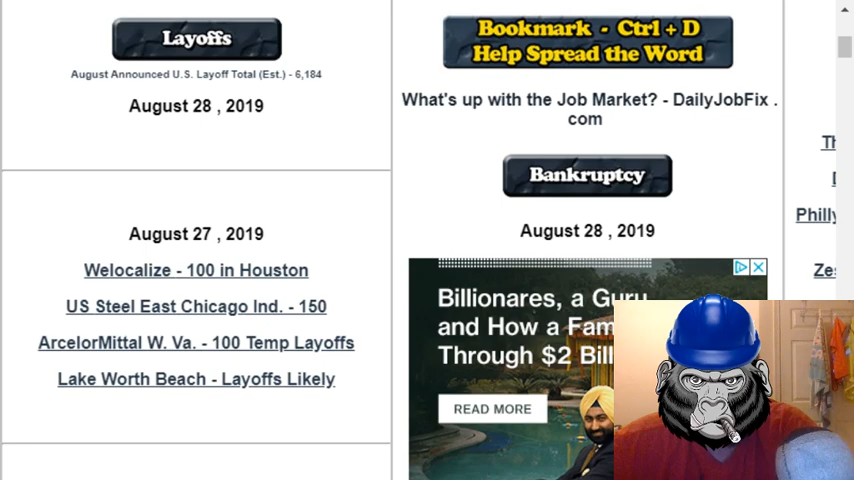 Layoffs
August Announced U.S. Layoff Total (Est.) - 6,184
August 28 , 2019
August 27 , 2019
Welocalize - 100 in Houston
US Steel East Chicago Ind. - 150
ArcelorMittal W. Va. - 100 Temp Layoffs
Lake Worth Beach - Layoffs Likely
Bookmark - Ctrl + D
Help Spread the Word
What's up with the Job Market? - DailyJobFix .
com
Bankruptcy
August 28 , 2019
Billionares, a Guru
and How a Fam
Through $2 Bill
READ MORE
Th
Philly
Zes